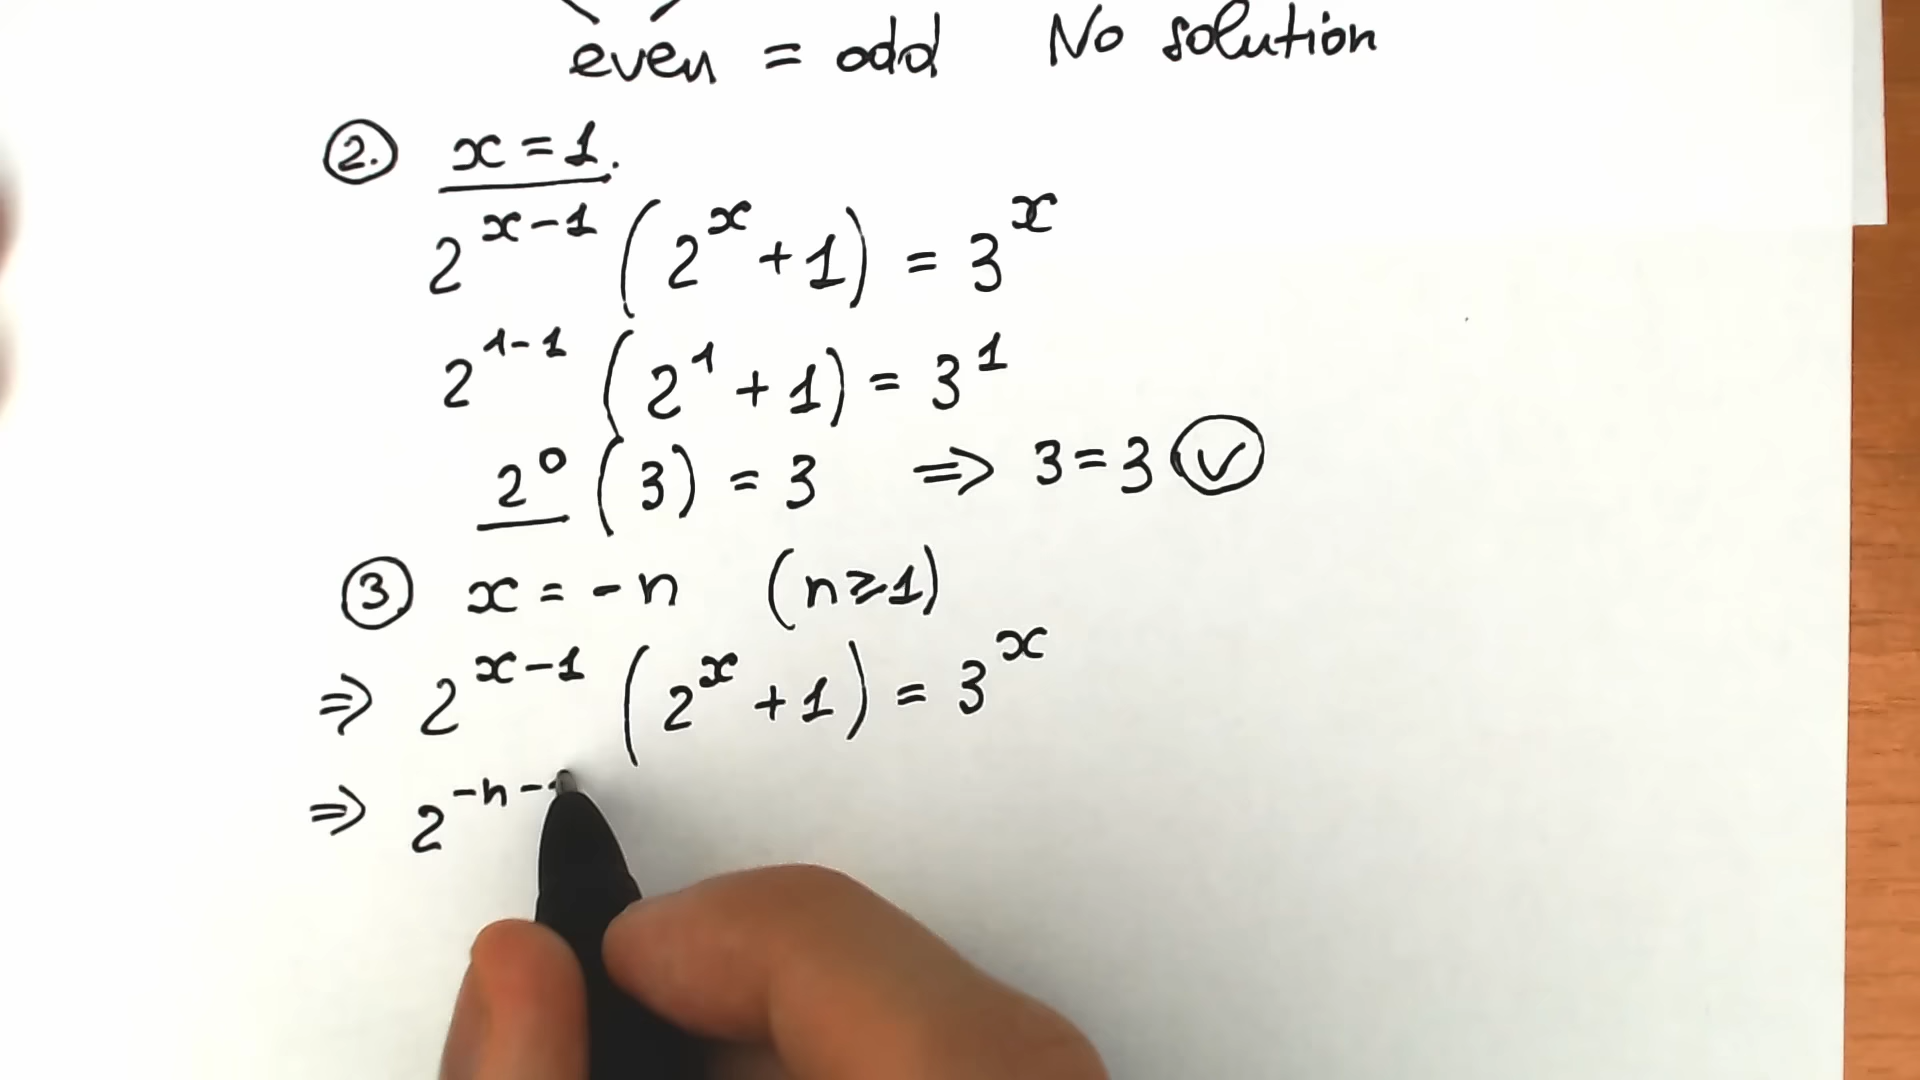 even = odd No solution
2. x = 1.
2^{x-1} (2^x + 1) = 3^x
2^{1-1} (2^1 + 1) = 3^1
2^0 (3) = 3 ⇒ 3 = 3 ✓
3 x = -n (n ⩾ 1)
⇒ 2^{x-1} (2^x + 1) = 3^x
⇒ 2^{-n-